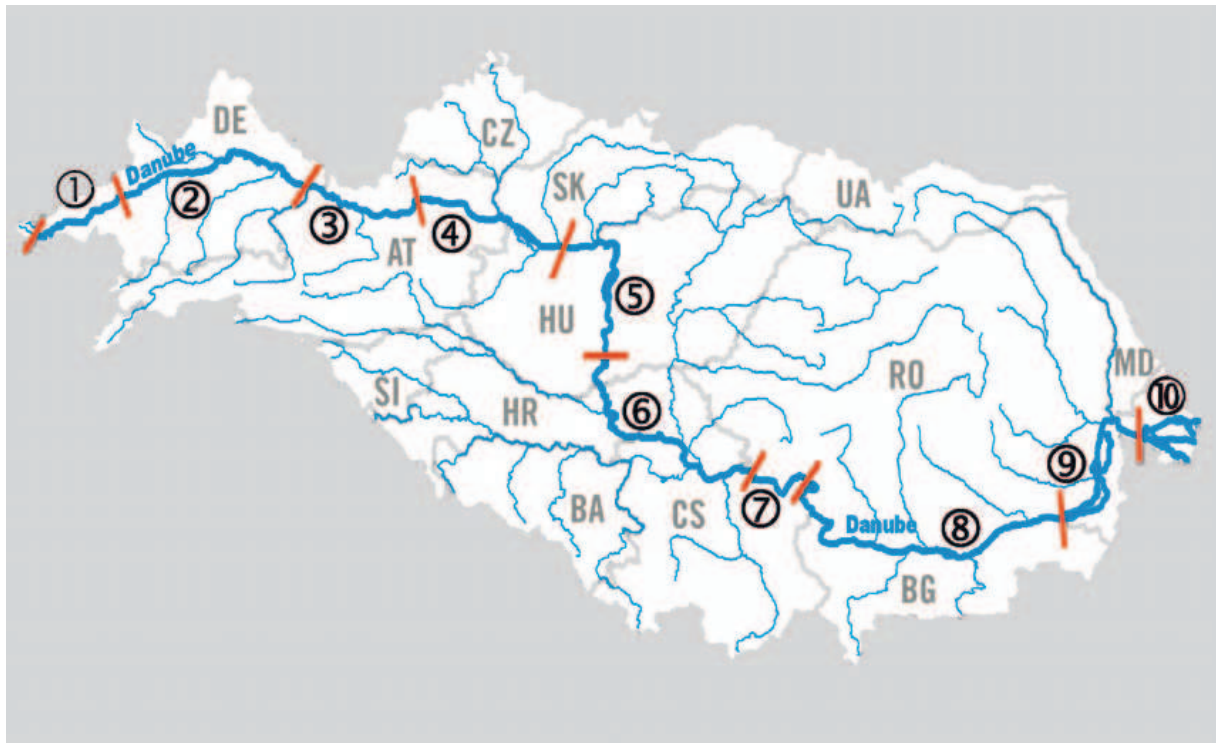 DE
CZ
Danube
①
②
SK
UA
③
④
AT
⑤
HU
MD
RO
SI
HR
⑥
⑩
⑨
BA
CS
⑦
Danube
⑧
BG